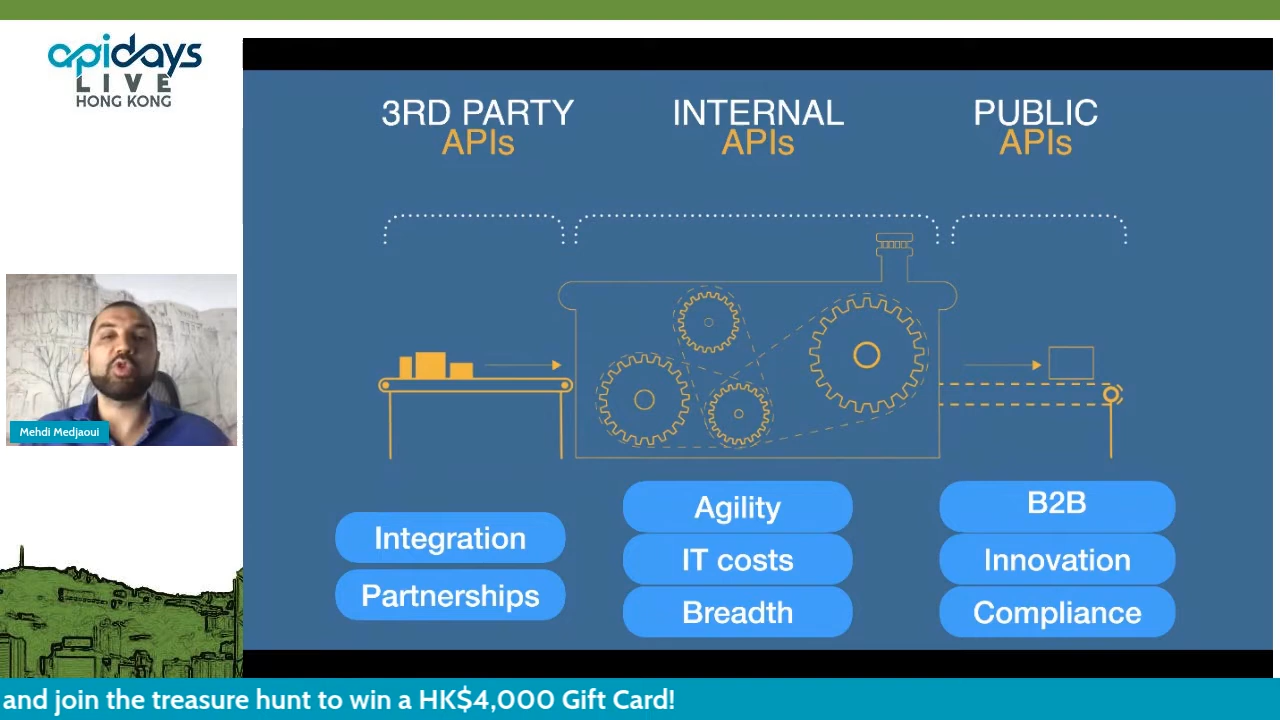 apidays
LIVE
HONG KONG
3RD PARTY
APIs
INTERNAL
APIs
PUBLIC
APIs
Mehdi Medjaoui
Integration
Partnerships
Agility
IT costs
Breadth
B2B
Innovation
Compliance
and join the treasure hunt to win a HK$4,000 Gift Card!